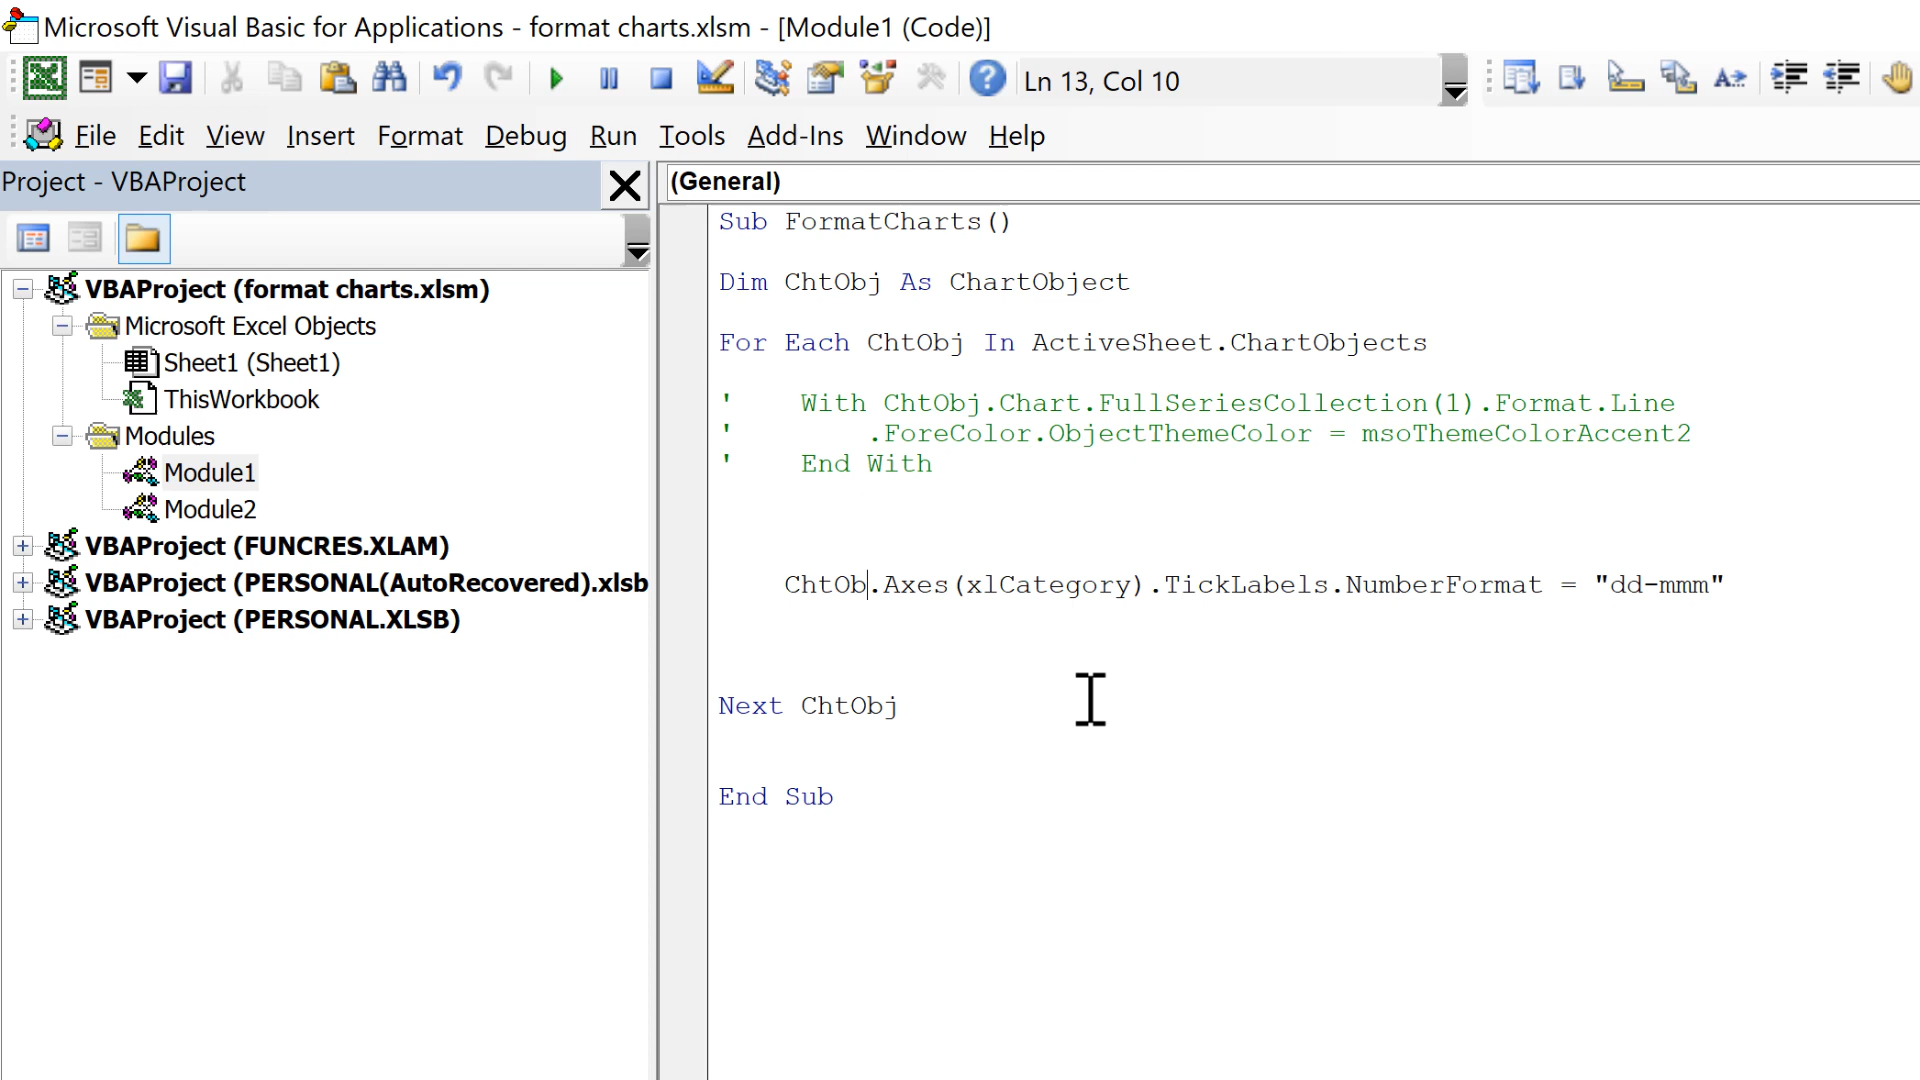 Microsoft Visual Basic for Applications - format charts.xlsm - [Module1 (Code)]
Ln 13, Col 10
File Edit View Insert Format Debug Run Tools Add-Ins Window Help
Project - VBAProject
(General)
VBAProject (format charts.xlsm)
Microsoft Excel Objects
Sheet1 (Sheet1)
ThisWorkbook
Modules
Module1
Module2
VBAProject (FUNCRES.XLAM)
VBAProject (PERSONAL(AutoRecovered).xlsb
VBAProject (PERSONAL.XLSB)
Sub FormatCharts()
Dim ChtObj As ChartObject
For Each ChtObj In ActiveSheet.ChartObjects
'    With ChtObj.Chart.FullSeriesCollection(1).Format.Line
'        .ForeColor.ObjectThemeColor = msoThemeColorAccent2
'    End With
ChtOb.Axes(xlCategory).TickLabels.NumberFormat = "dd-mmm"
Next ChtObj
End Sub